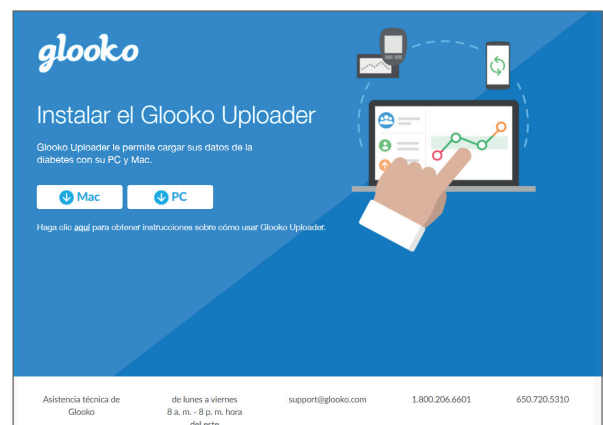 glooko
Instalar el Glooko Uploader
Glooko Uploader le permite cargar sus datos de la
diabetes con su PC y Mac.
Mac
PC
Haga clic aquí para obtener instrucciones sobre cómo usar Glooko Uploader.
Asistencia técnica de
Glooko
de lunes a viernes
8 a. m. - 8 p. m. hora
del este
support@glooko.com
1.800.206.6601
650.720.5310